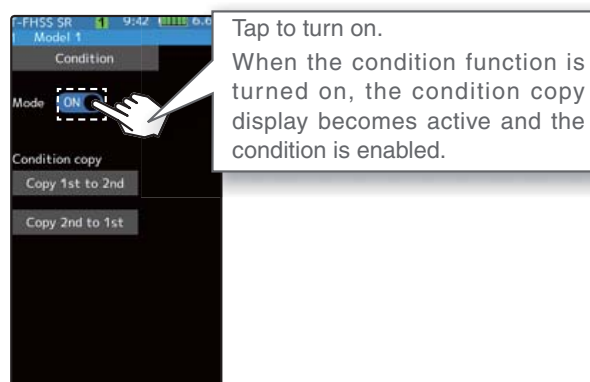 T-FHSS SR 1 9:42 6.6
1 Model 1
Condition
Mode ON
Condition copy
Copy 1st to 2nd
Copy 2nd to 1st
Tap to turn on.
When the condition function is
turned on, the condition copy
display becomes active and the
condition is enabled.